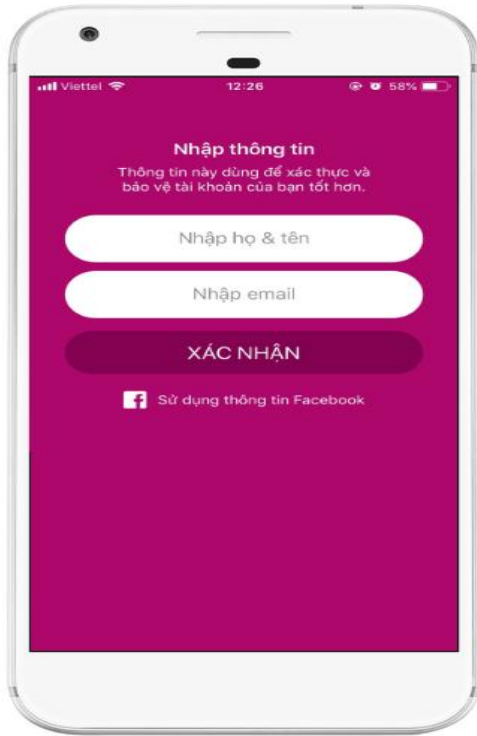 Viettel 12:26 58%
Nhập thông tin
Thông tin này dùng để xác thực và
bảo vệ tài khoản của bạn tốt hơn.
Nhập họ & tên
Nhập email
XÁC NHẬN
f Sử dụng thông tin Facebook